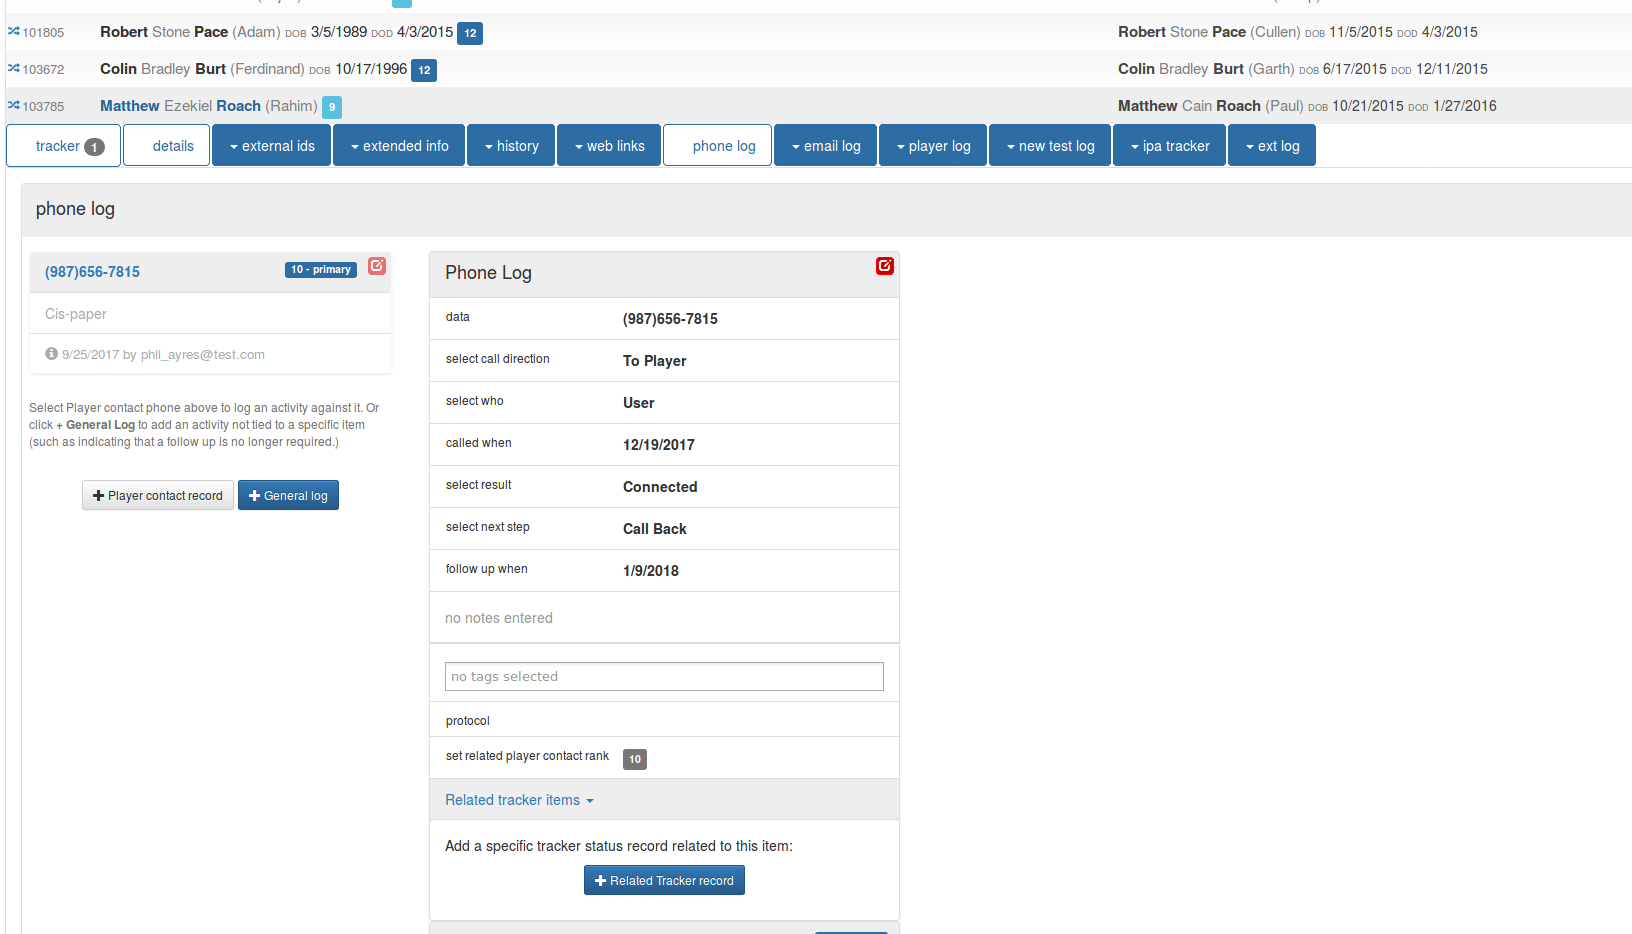 101805 Robert Stone Pace (Adam) DOB 3/5/1989 DOD 4/3/2015 12 Robert Stone Pace (Cullen) DOB 11/5/2015 DOD 4/3/2015
103672 Colin Bradley Burt (Ferdinand) DOB 10/17/1996 12 Colin Bradley Burt (Garth) DOB 6/17/2015 DOD 12/11/2015
103785 Matthew Ezekiel Roach (Rahim) 9 Matthew Cain Roach (Paul) DOB 10/21/2015 DOD 1/27/2016
tracker 1 details external ids extended info history web links phone log email log player log new test log ipa tracker ext log
phone log
(987)656-7815 10 - primary
Cis-paper
9/25/2017 by phil_ayres@test.com
Select Player contact phone above to log an activity against it. Or
click + General Log to add an activity not tied to a specific item
(such as indicating that a follow up is no longer required.)
+ Player contact record + General log
Phone Log
data (987)656-7815
select call direction To Player
select who User
called when 12/19/2017
select result Connected
select next step Call Back
follow up when 1/9/2018
no notes entered
no tags selected
protocol
set related player contact rank 10
Related tracker items
Add a specific tracker status record related to this item:
+ Related Tracker record